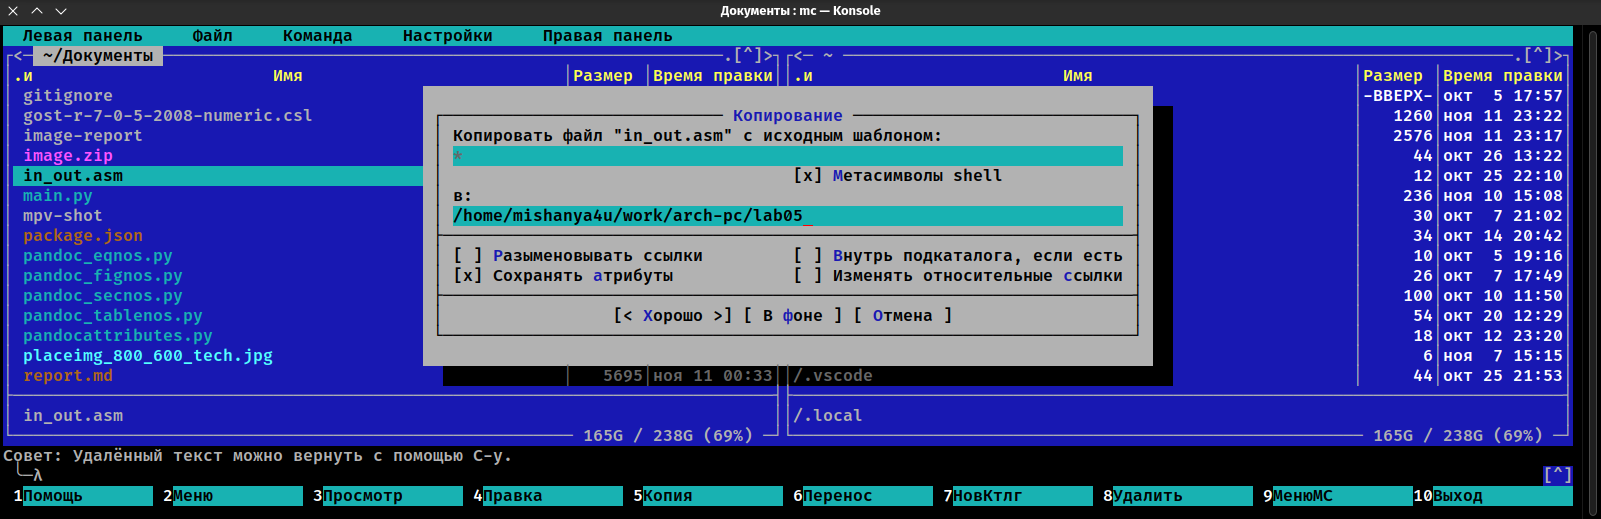 Документы : mc — Konsole
Левая панель Файл Команда Настройки Правая панель
<— ~/Документы .[^]> <— ~ .[^]>
.и Имя Размер Время правки .и Имя Размер Время правки
gitignore -ВВЕРХ- окт 5 17:57
gost-r-7-0-5-2008-numeric.csl Копирование 1260 ноя 11 23:22
image-report Копировать файл "in_out.asm" с исходным шаблоном: 2576 ноя 11 23:17
image.zip * 44 окт 26 13:22
in_out.asm [x] Метасимволы shell 12 окт 25 22:10
main.py в: 236 ноя 10 15:08
mpv-shot /home/mishanya4u/work/arch-pc/lab05_ 30 окт 7 21:02
package.json 34 окт 14 20:42
pandoc_eqnos.py [ ] Разыменовывать ссылки [ ] Внутрь подкаталога, если есть 10 окт 5 19:16
pandoc_fignos.py [x] Сохранять атрибуты [ ] Изменять относительные ссылки 26 окт 7 17:49
pandoc_secnos.py 100 окт 10 11:50
pandoc_tablenos.py [< Хорошо >] [ В фоне ] [ Отмена ] 54 окт 20 12:29
pandocattributes.py 18 окт 12 23:20
placeimg_800_600_tech.jpg 6 ноя 7 15:15
report.md 5695 ноя 11 00:33 /.vscode 44 окт 25 21:53
in_out.asm /.local
165G / 238G (69%) 165G / 238G (69%)
Совет: Удалённый текст можно вернуть с помощью C-y.
╰─λ [^]
1Помощь 2Меню 3Просмотр 4Правка 5Копия 6Перенос 7НовКтлг 8Удалить 9МенюMC 10Выход